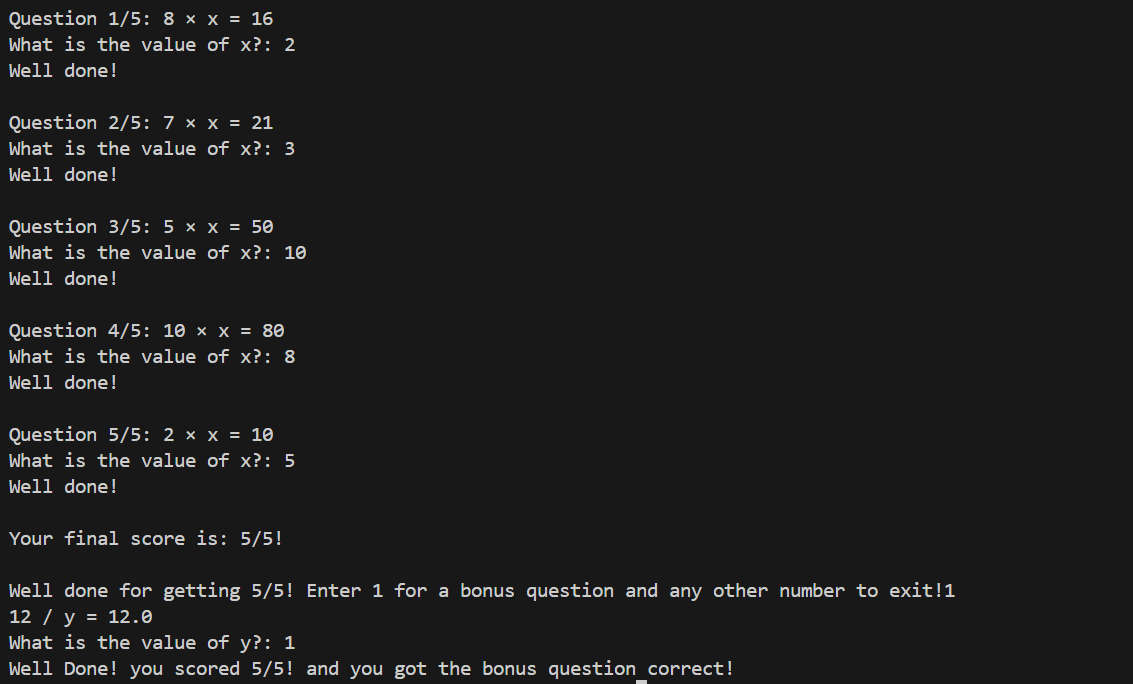 Question 1/5: 8 × x = 16
What is the value of x?: 2
Well done!
Question 2/5: 7 × x = 21
What is the value of x?: 3
Well done!
Question 3/5: 5 × x = 50
What is the value of x?: 10
Well done!
Question 4/5: 10 × x = 80
What is the value of x?: 8
Well done!
Question 5/5: 2 × x = 10
What is the value of x?: 5
Well done!
Your final score is: 5/5!
Well done for getting 5/5! Enter 1 for a bonus question and any other number to exit!1
12 / y = 12.0
What is the value of y?: 1
Well Done! you scored 5/5! and you got the bonus question correct!